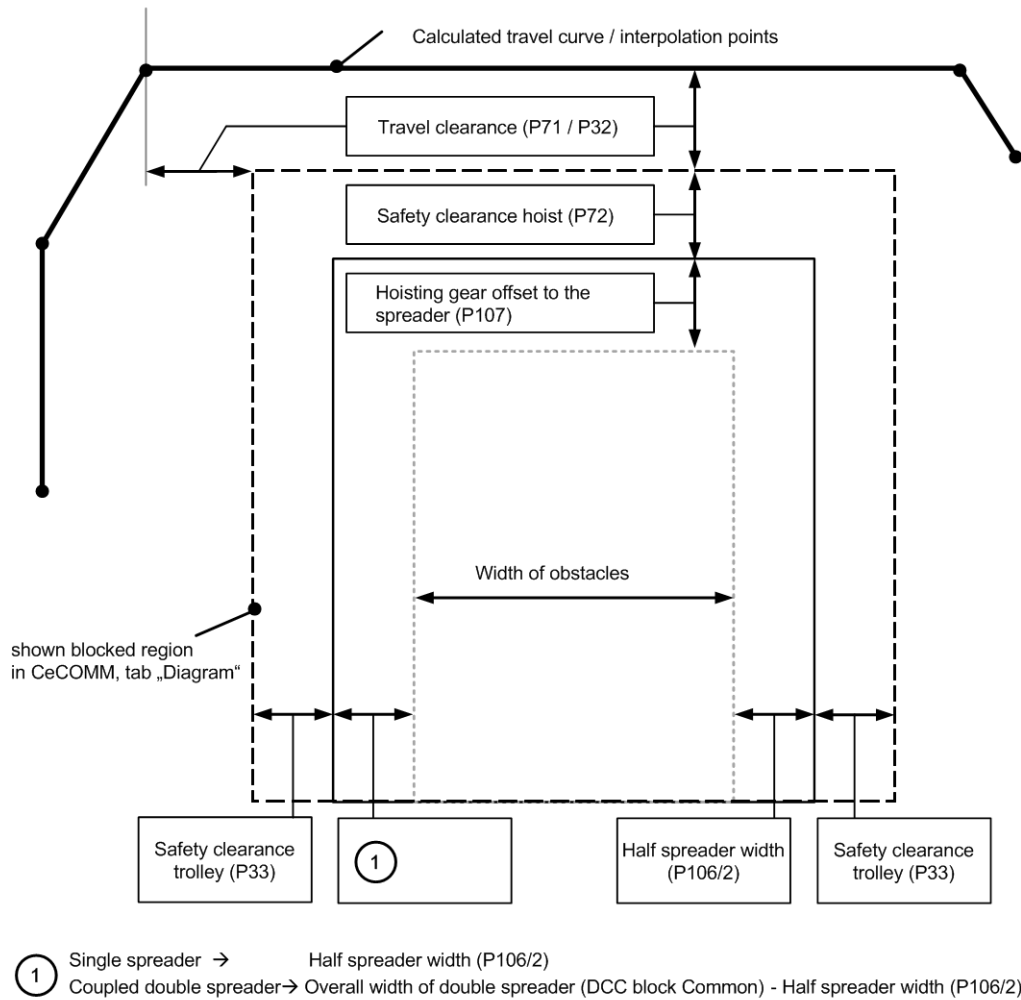 Calculated travel curve / interpolation points
Travel clearance (P71 / P32)
Safety clearance hoist (P72)
Hoisting gear offset to the
spreader (P107)
Width of obstacles
shown blocked region
in CeCOMM, tab „Diagram“
Safety clearance
trolley (P33)
1
Half spreader width
(P106/2)
Safety clearance
trolley (P33)
1
Single spreader → Half spreader width (P106/2)
Coupled double spreader→ Overall width of double spreader (DCC block Common) - Half spreader width (P106/2)